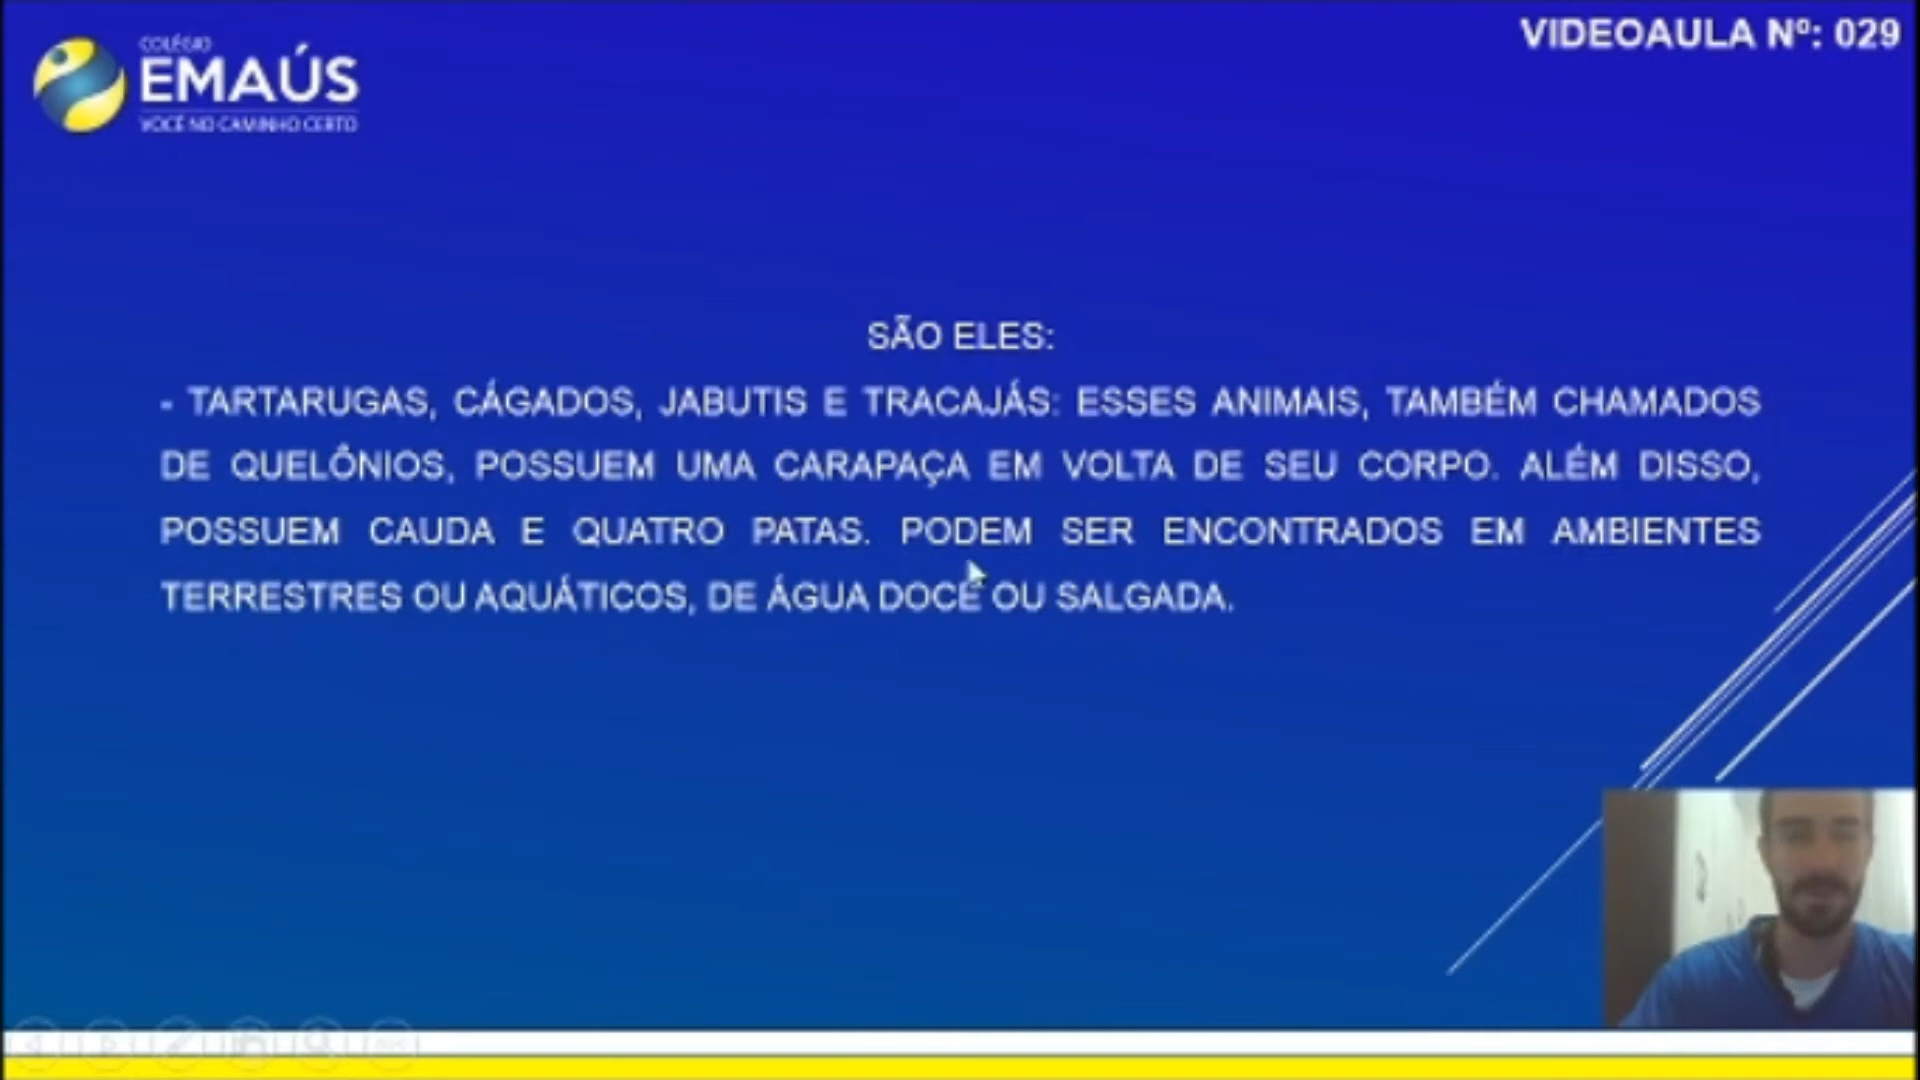 VIDEOAULA Nº: 029
COLÉGIO
EMAÚS
VOCÊ NO CAMINHO CERTO
SÃO ELES:
- TARTARUGAS, CÁGADOS, JABUTIS E TRACAJÁS: ESSES ANIMAIS, TAMBÉM CHAMADOS
DE QUELÔNIOS, POSSUEM UMA CARAPAÇA EM VOLTA DE SEU CORPO. ALÉM DISSO,
POSSUEM CAUDA E QUATRO PATAS. PODEM SER ENCONTRADOS EM AMBIENTES
TERRESTRES OU AQUÁTICOS, DE ÁGUA DOCE OU SALGADA.